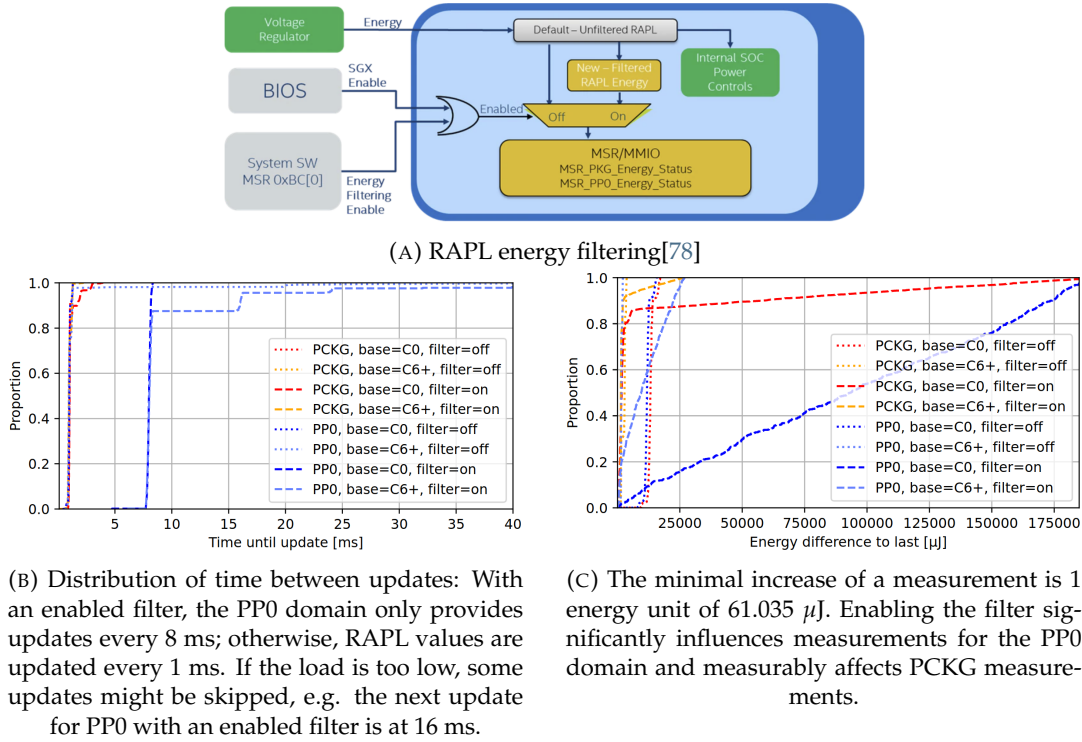 Voltage
Regulator
Energy
Default – Unfiltered RAPL
New – Filtered
RAPL Energy
Internal SOC
Power
Controls
BIOS
SGX
Enable
Enabled
Off
On
System SW
MSR 0xBC[0]
Energy
Filtering
Enable
MSR/MMIO
MSR_PKG_Energy_Status
MSR_PP0_Energy_Status
(A) RAPL energy filtering[78]
Proportion
1.0
0.8
0.6
0.4
0.2
0.0
PCKG, base=C0, filter=off
PCKG, base=C6+, filter=off
PCKG, base=C0, filter=on
PCKG, base=C6+, filter=on
PP0, base=C0, filter=off
PP0, base=C6+, filter=off
PP0, base=C0, filter=on
PP0, base=C6+, filter=on
5 10 15 20 25 30 35 40
Time until update [ms]
(B) Distribution of time between updates: With
an enabled filter, the PP0 domain only provides
updates every 8 ms; otherwise, RAPL values are
updated every 1 ms. If the load is too low, some
updates might be skipped, e.g. the next update
for PP0 with an enabled filter is at 16 ms.
Proportion
1.0
0.8
0.6
0.4
0.2
0.0
PCKG, base=C0, filter=off
PCKG, base=C6+, filter=off
PCKG, base=C0, filter=on
PCKG, base=C6+, filter=on
PP0, base=C0, filter=off
PP0, base=C6+, filter=off
PP0, base=C0, filter=on
PP0, base=C6+, filter=on
25000 50000 75000 100000 125000 150000 175000
Energy difference to last [µJ]
(C) The minimal increase of a measurement is 1
energy unit of 61.035 µJ. Enabling the filter sig-
nificantly influences measurements for the PP0
domain and measurably affects PCKG measure-
ments.